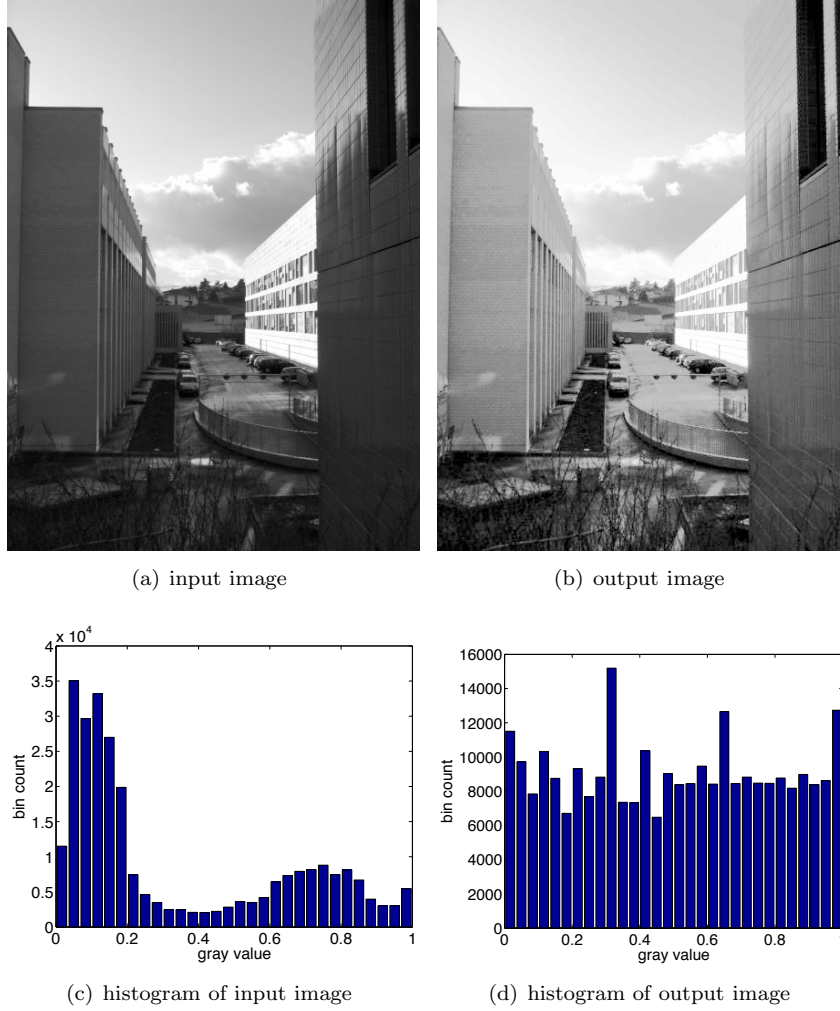 (a) input image
(b) output image
x 10⁴
4
3.5
3
2.5
2
1.5
1
0.5
0
bin count
0 0.2 0.4 0.6 0.8 1
gray value
16000
14000
12000
10000
8000
6000
4000
2000
0
bin count
0 0.2 0.4 0.6 0.8
gray value
(c) histogram of input image
(d) histogram of output image